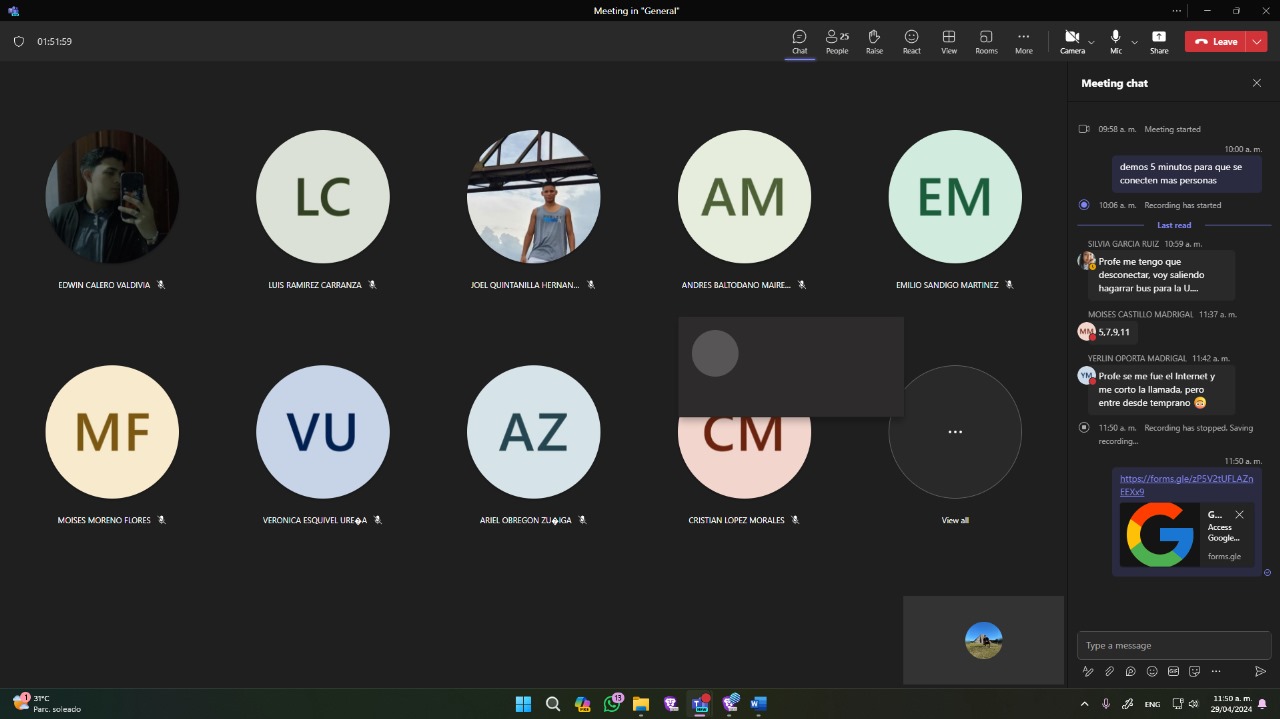 Meeting in "General"
01:51:59
Chat
25
People
Raise
React
View
Rooms
More
Camera
Mic
Share
Leave
Meeting chat
09:58 a. m. Meeting started
10:00 a. m.
demos 5 minutos para que se
conecten mas personas
10:06 a. m. Recording has started
Last read
SILVIA GARCIA RUIZ 10:59 a. m.
Profe me tengo que
desconectar, voy saliendo
hagarrar bus para la U....
MOISES CASTILLO MADRIGAL 11:37 a. m.
MM
5,7,9,11
YERLIN OPORTA MADRIGAL 11:42 a. m.
YM
Profe se me fue el Internet y
me corto la llamada, pero
entre desde temprano
11:50 a. m. Recording has stopped. Saving
recording...
11:50 a. m.
https://forms.gle/zP5V2tUFLAZn
EEXx9
G...
Access
Google...
forms.gle
Type a message
GIF
LC
AM
EM
EDWIN CALERO VALDIVIA
LUIS RAMIREZ CARRANZA
JOEL QUINTANILLA HERNAN...
ANDRES BALTODANO MAIRE...
EMILIO SANDIGO MARTINEZ
MF
VU
AZ
CM
...
MOISES MORENO FLORES
VERONICA ESQUIVEL URE�A
ARIEL OBREGON ZU�IGA
CRISTIAN LOPEZ MORALES
View all
1
31°C
Parc. soleado
PRE
13
NEW
W
ENG
11:50 a. m.
29/04/2024